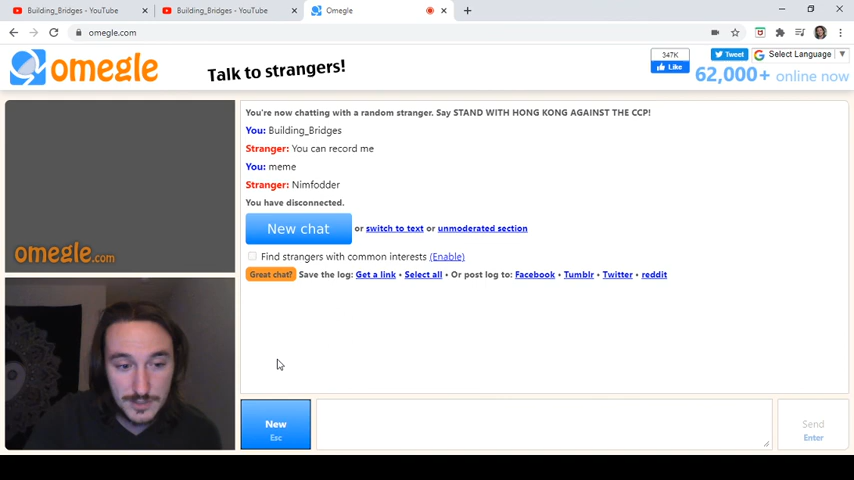 Building_Bridges - YouTube
Building_Bridges - YouTube
Omegle
omegle.com
omegle
Talk to strangers!
347K
Like
Tweet
G Select Language
62,000+ online now
You're now chatting with a random stranger. Say STAND WITH HONG KONG AGAINST THE CCP!
You: Building_Bridges
Stranger: You can record me
You: meme
Stranger: Nimfodder
You have disconnected.
New chat or switch to text or unmoderated section
Find strangers with common interests (Enable)
Great chat? Save the log: Get a link • Select all • Or post log to: Facebook • Tumblr • Twitter • reddit
omegle.com
New
Esc
Send
Enter